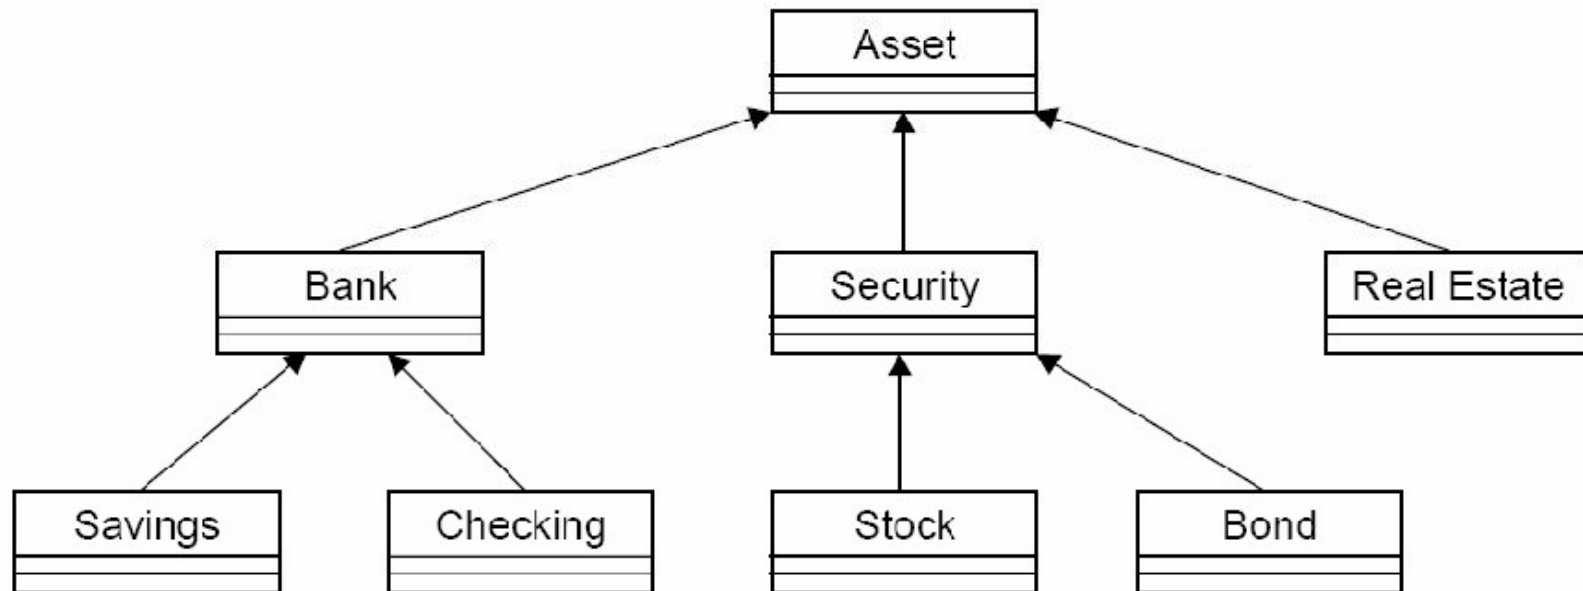 Asset
Bank
Security
Real Estate
Savings
Checking
Stock
Bond